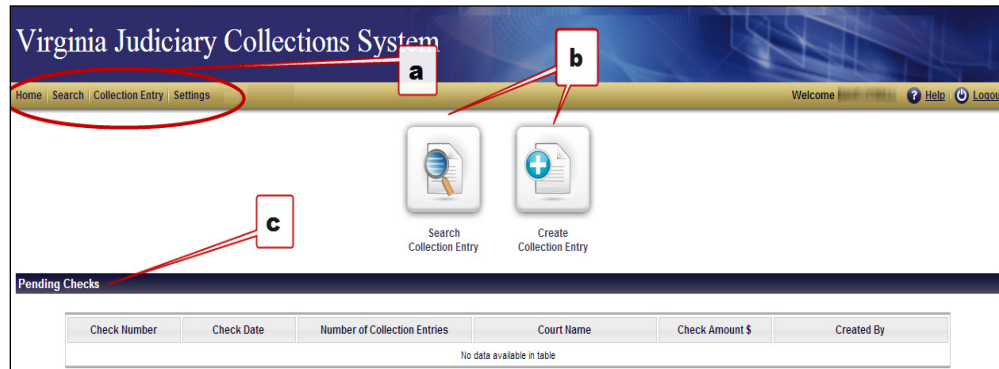 Virginia Judiciary Collections System
a
b
Home Search Collection Entry Settings
Welcome
Help
Logou
Search
Collection Entry
Create
Collection Entry
c
Pending Checks
Check Number Check Date Number of Collection Entries Court Name Check Amount $ Created By
No data available in table